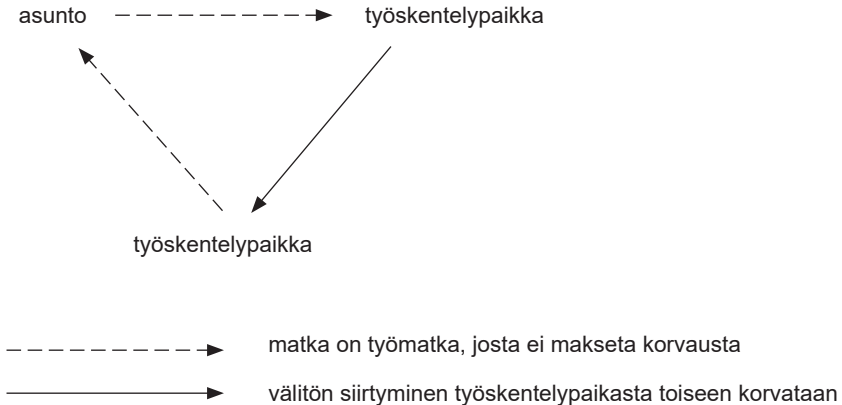 asunto
työskentelypaikka
työskentelypaikka
matka on työmatka, josta ei makseta korvausta
välitön siirtyminen työskentelypaikasta toiseen korvataan